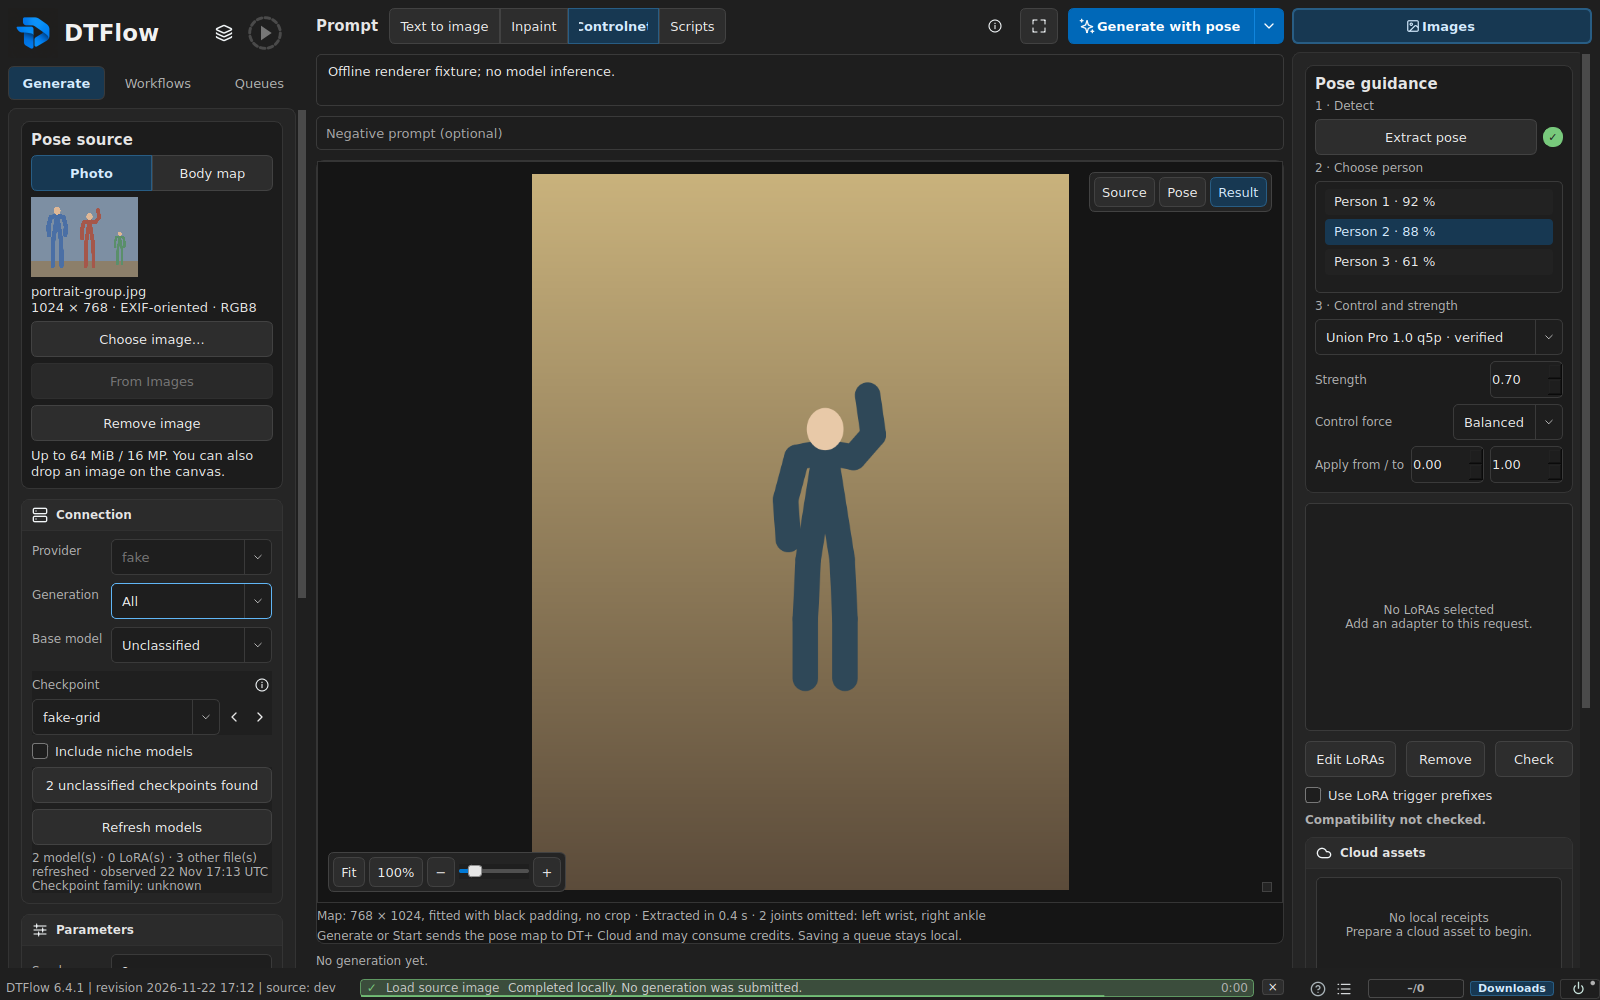 DTFlow
Generate
Workflows
Queues
Pose source
Photo
Body map
portrait-group.jpg
1024 × 768 · EXIF-oriented · RGB8
Choose image...
From Images
Remove image
Up to 64 MiB / 16 MP. You can also
drop an image on the canvas.
Connection
Provider
fake
Generation
All
Base model
Unclassified
Checkpoint
fake-grid
Include niche models
2 unclassified checkpoints found
Refresh models
2 model(s) · 0 LoRA(s) · 3 other file(s)
refreshed · observed 22 Nov 17:13 UTC
Checkpoint family: unknown
Parameters
Prompt
Text to image
Inpaint
Scripts
Generate with pose
Offline renderer fixture; no model inference.
Negative prompt (optional)
Source
Pose
Result
Fit
100%
−
+
Map: 768 × 1024, fitted with black padding, no crop · Extracted in 0.4 s · 2 joints omitted: left wrist, right ankle
Generate or Start sends the pose map to DT+ Cloud and may consume credits. Saving a queue stays local.
No generation yet.
Images
Pose guidance
1 · Detect
Extract pose
2 · Choose person
Person 1 · 92 %
Person 2 · 88 %
Person 3 · 61 %
3 · Control and strength
Union Pro 1.0 q5p · verified
Strength
0.70
Control force
Balanced
Apply from / to
0.00
1.00
No LoRAs selected
Add an adapter to this request.
Edit LoRAs
Remove
Check
Use LoRA trigger prefixes
Compatibility not checked.
Cloud assets
No local receipts
Prepare a cloud asset to begin.
DTFlow 6.4.1 | revision 2026-11-22 17:12 | source: dev
✓ Load source image Completed locally. No generation was submitted. 0:00
–/0
Downloads